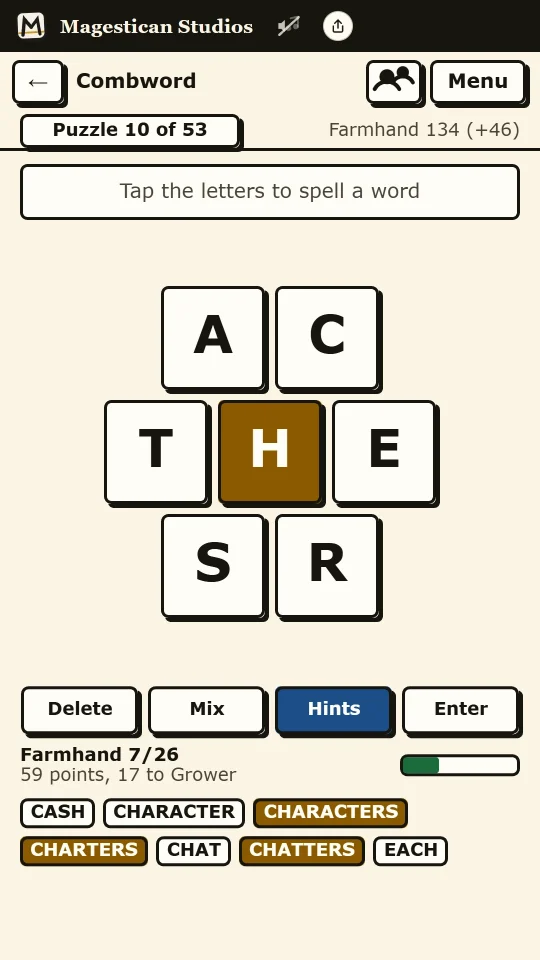 Magestican Studios
← Combword Menu
Puzzle 10 of 53 Farmhand 134 (+46)
Tap the letters to spell a word
A C
T H E
S R
Delete Mix Hints Enter
Farmhand 7/26
59 points, 17 to Grower
CASH CHARACTER CHARACTERS
CHARTERS CHAT CHATTERS EACH